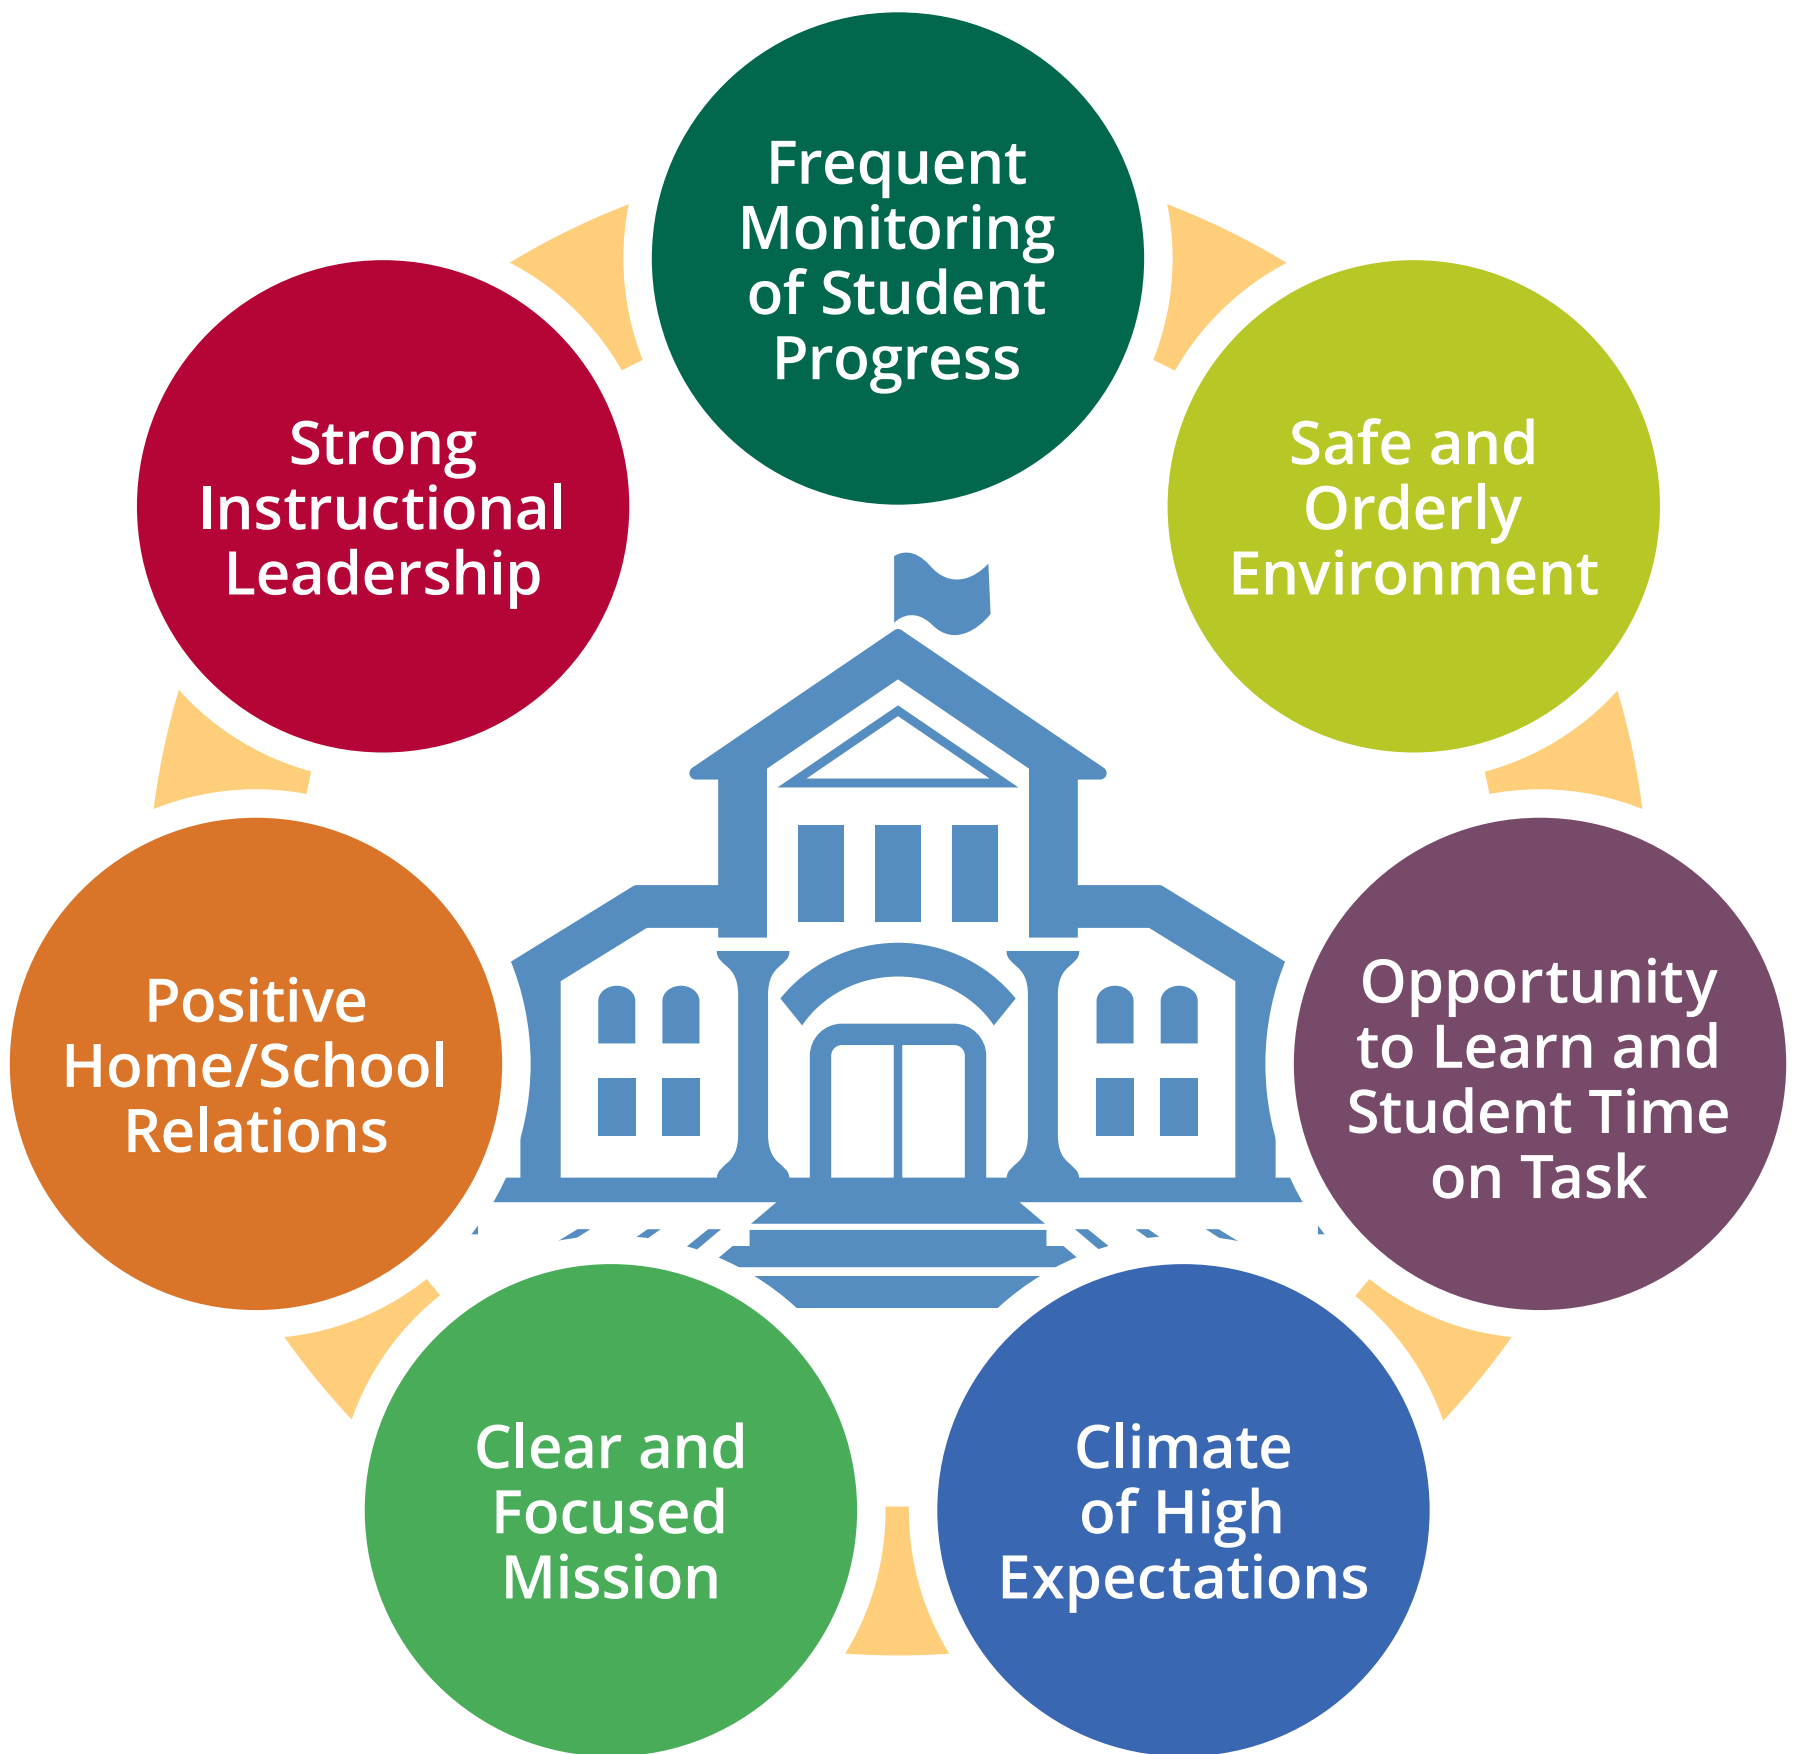 Frequent
Monitoring
of Student
Progress
Safe and
Orderly
Environment
Opportunity
to Learn and
Student Time
on Task
Climate
of High
Expectations
Clear and
Focused
Mission
Positive
Home/School
Relations
Strong
Instructional
Leadership